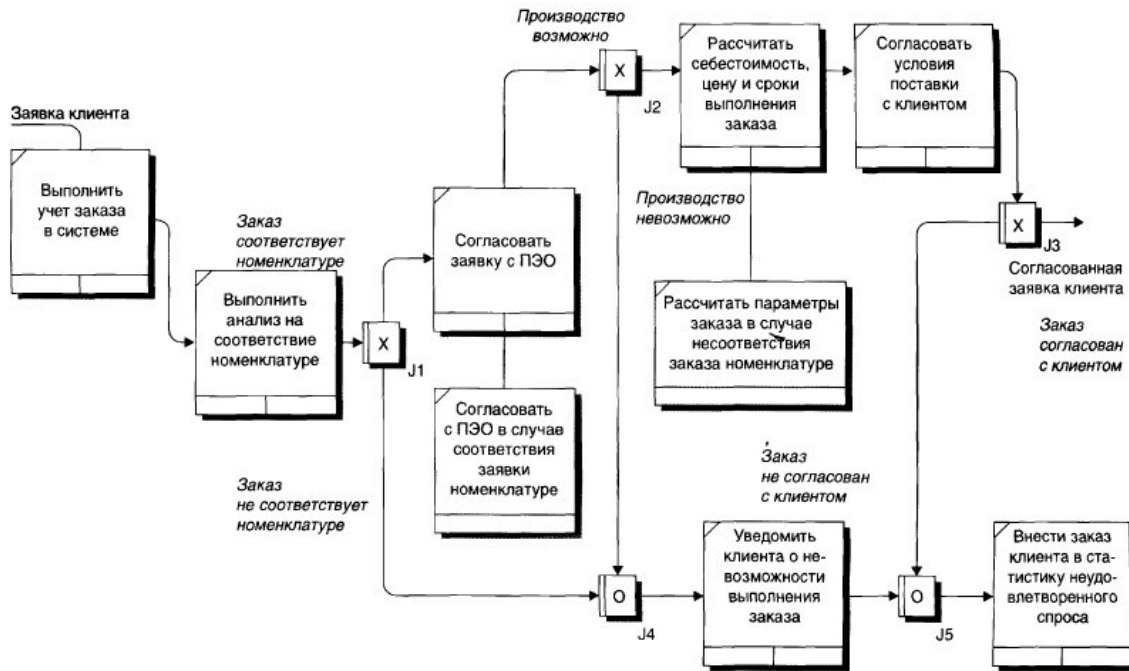 Заявка клиента
Выполнить
учет заказа
в системе
Заказ
соответствует
номенклатуре
Выполнить
анализ на
соответствие
номенклатуре
X
J1
Заказ
не соответствует
номенклатуре
Согласовать
заявку с ПЭО
Согласовать
с ПЭО в случае
соответствия
заявки
номенклатуре
Производство
возможно
X
J2
Рассчитать
себестоимость,
цену и сроки
выполнения
заказа
Согласовать
условия
поставки
с клиентом
Производство
невозможно
Рассчитать параметры
заказа в случае
несоответствия
заказа номенклатуре
X
J3
Согласованная
заявка клиента
Заказ
согласован
с клиентом
Заказ
не согласован
с клиентом
O
J4
Уведомить
клиента о не-
возможности
выполнения
заказа
O
J5
Внести заказ
клиента в ста-
тистику неудо-
влетворенного
спроса